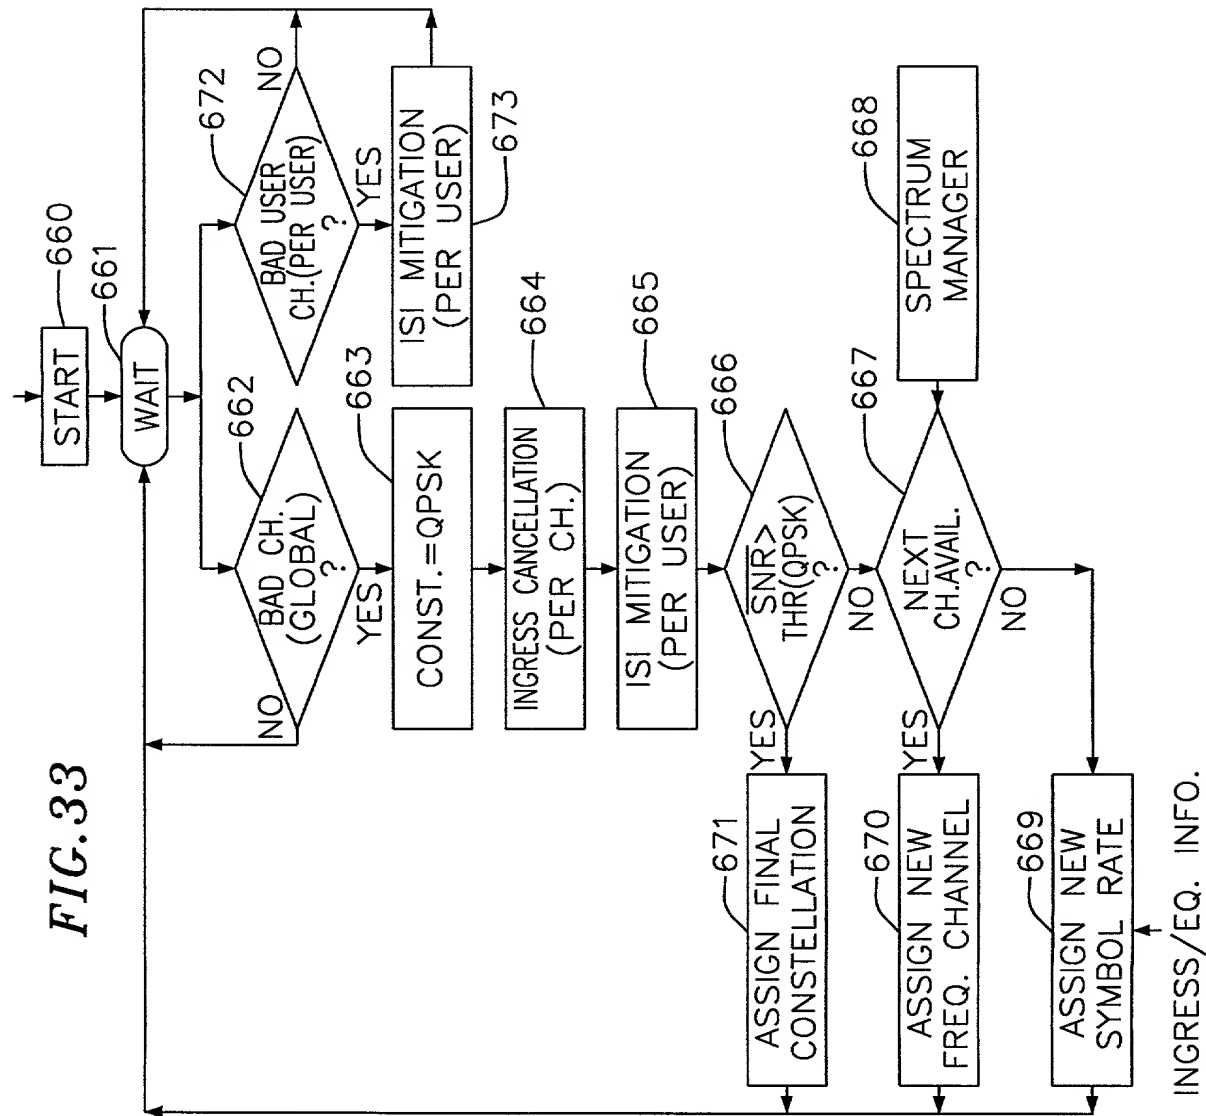 FIG.33
START
660
WAIT
661
BAD CH.
(GLOBAL)
?
662
NO
YES
BAD USER
CH.(PER USER)
?
672
NO
YES
CONST.=QPSK
663
ISI MITIGATION
(PER USER)
673
INGRESS CANCELLATION
(PER CH.)
664
ISI MITIGATION
(PER USER)
665
SNR>
THR(QPSK)
?
666
YES
NO
ASSIGN FINAL
CONSTELLATION
671
NEXT
CH.AVAIL.
?
667
YES
NO
SPECTRUM
MANAGER
668
ASSIGN NEW
FREQ. CHANNEL
670
ASSIGN NEW
SYMBOL RATE
669
INGRESS/EQ. INFO.